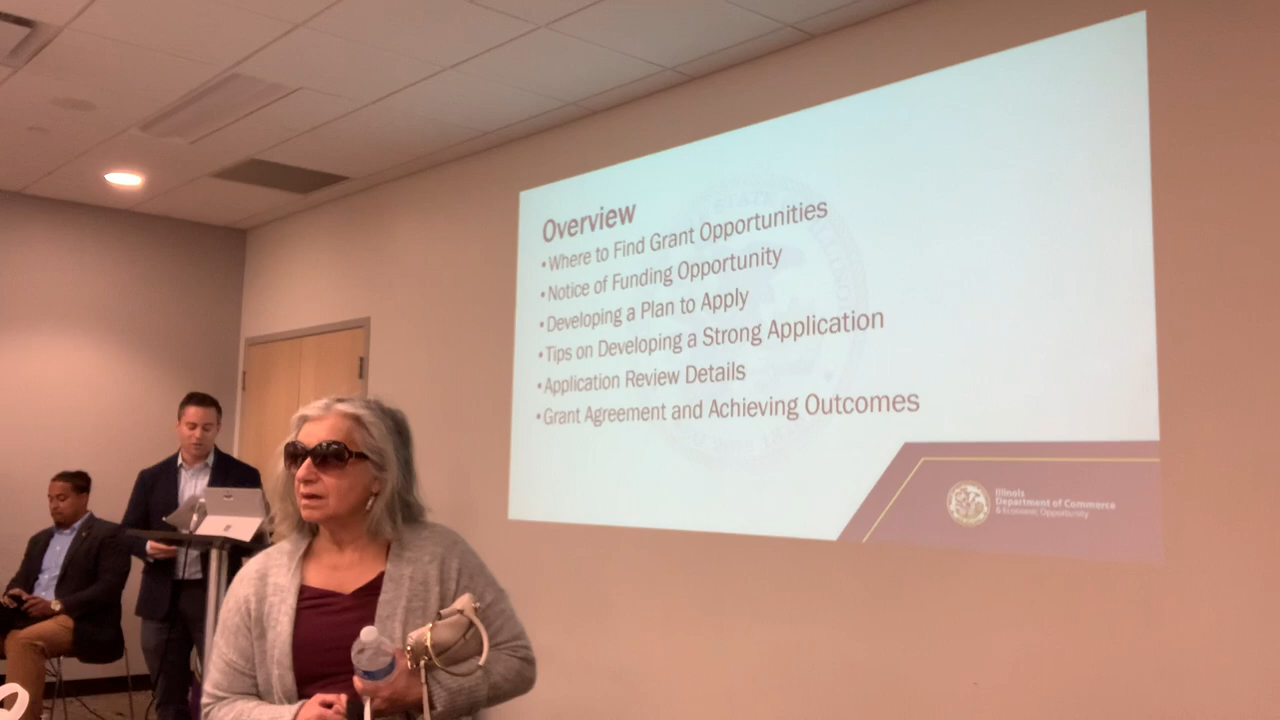 Overview
•Where to Find Grant Opportunities
•Notice of Funding Opportunity
•Developing a Plan to Apply
•Tips on Developing a Strong Application
•Application Review Details
•Grant Agreement and Achieving Outcomes
Illinois
Department of Commerce
& Economic Opportunity